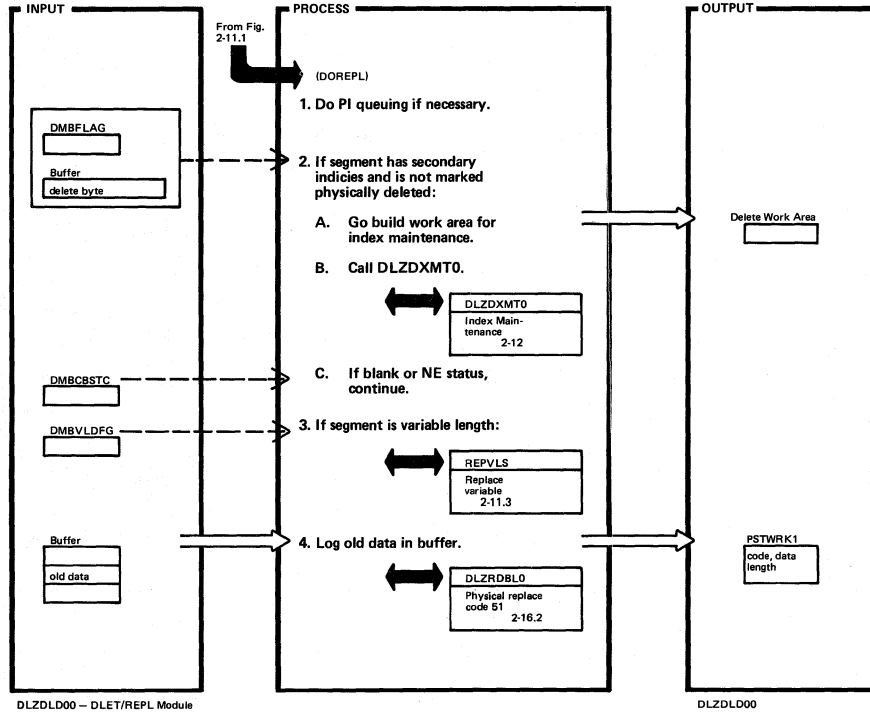 INPUT
PROCESS
OUTPUT
From Fig.
2-11.1
(DOREPL)
1. Do PI queuing if necessary.
DMBFLAG
Buffer
delete byte
2. If segment has secondary
indicies and is not marked
physically deleted:
A. Go build work area for
index maintenance.
Delete Work Area
B. Call DLZDXMT0.
DLZDXMT0
Index Main-
tenance
2-12
DMBCBSTC
C. If blank or NE status,
continue.
DMBVLDFG
3. If segment is variable length:
REPVLS
Replace
variable
2-11.3
Buffer
old data
4. Log old data in buffer.
PSTWRK1
code, data
length
DLZRDBL0
Physical replace
code 51
2-16.2
DLZDLD00 — DLET/REPL Module
DLZDLD00